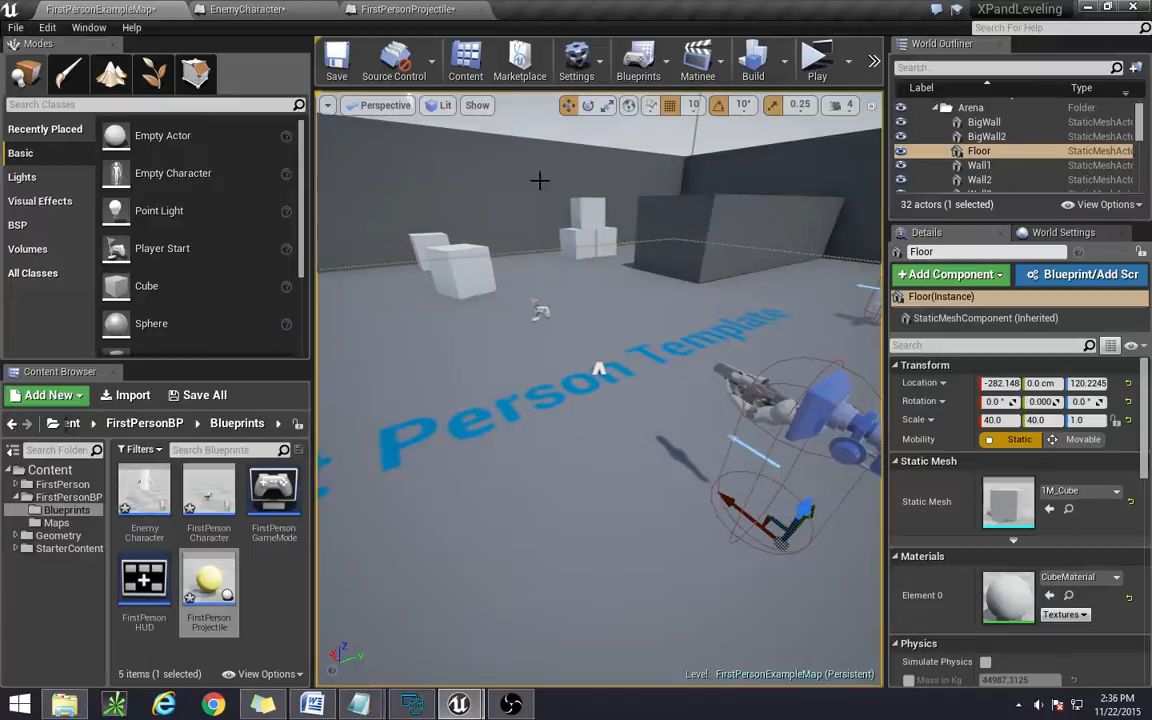 FirstPersonExampleMap*
EnemyCharacter*
FirstPersonProjectile*
XPandLeveling
File Edit Window Help
Search For Help
Modes
Search Classes
Recently Placed
Basic
Lights
Visual Effects
BSP
Volumes
All Classes
Empty Actor
Empty Character
Point Light
Player Start
Cube
Sphere
Save
Source Control
Content
Marketplace
Settings
Blueprints
Matinee
Build
Play
Perspective
Lit
Show
10
10°
0.25
4
Person Template
Level: FirstPersonExampleMap (Persistent)
World Outliner
Search...
Label
Type
Arena Folder
BigWall StaticMeshActo
BigWall2 StaticMeshActo
Floor StaticMeshActo
Wall1 StaticMeshActo
Wall2 StaticMeshActo
32 actors (1 selected)
View Options
Details
World Settings
Floor
+Add Component
Blueprint/Add Scr
Floor(Instance)
StaticMeshComponent (Inherited)
Search
Transform
Location -282.148 0.0 cm 120.2245
Rotation 0.0° 0.000 0.0°
Scale 40.0 40.0 1.0
Mobility Static Movable
Static Mesh
Static Mesh 1M_Cube
Materials
Element 0 CubeMaterial
Textures
Physics
Simulate Physics
Mass in Kg 44987.3125
Content Browser
Add New
Import
Save All
ent FirstPersonBP Blueprints
Search Folder
Filters
Search Blueprints
Content
FirstPerson
FirstPersonBP
Blueprints
Maps
Geometry
StarterContent
Enemy
Character
FirstPerson
Character
FirstPerson
GameMode
FirstPerson
HUD
FirstPerson
Projectile
5 items (1 selected)
View Options
2:36 PM
11/22/2015